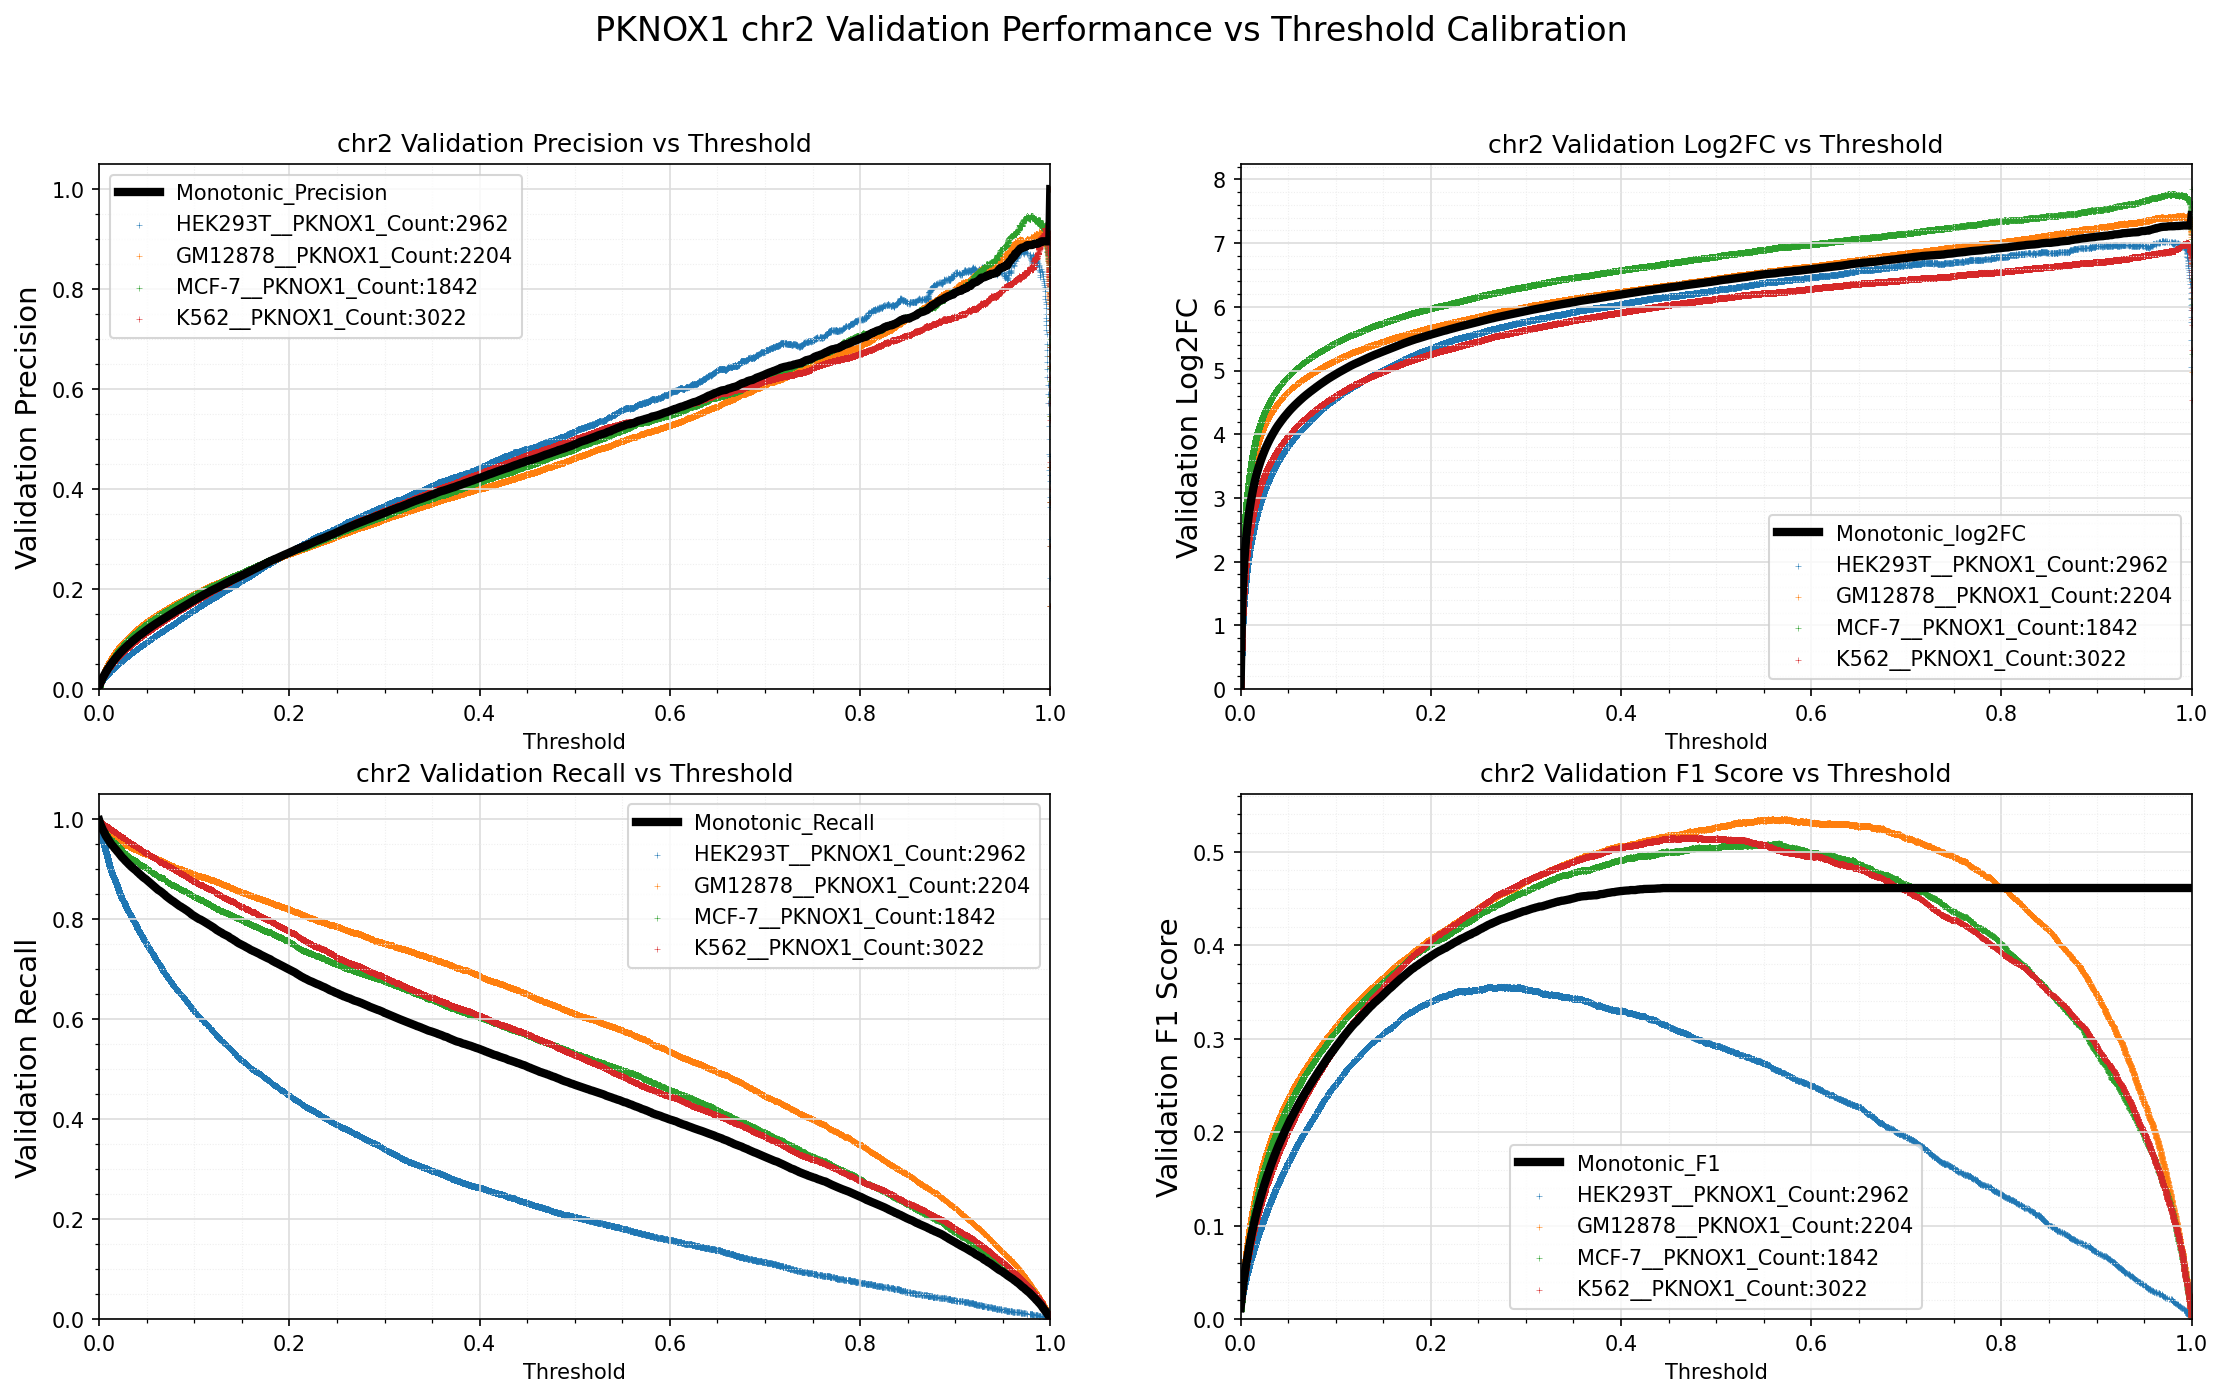 PKNOX1 chr2 Validation Performance vs Threshold Calibration
chr2 Validation Precision vs Threshold
Validation Precision
1.0
0.8
0.6
0.4
0.2
0.0
Monotonic_Precision
HEK293T__PKNOX1_Count:2962
GM12878__PKNOX1_Count:2204
MCF-7__PKNOX1_Count:1842
K562__PKNOX1_Count:3022
0.0 0.2 0.4 0.6 0.8 1.0
Threshold
chr2 Validation Log2FC vs Threshold
Validation Log2FC
8
7
6
5
4
3
2
1
0
Monotonic_log2FC
HEK293T__PKNOX1_Count:2962
GM12878__PKNOX1_Count:2204
MCF-7__PKNOX1_Count:1842
K562__PKNOX1_Count:3022
0.0 0.2 0.4 0.6 0.8 1.0
Threshold
chr2 Validation Recall vs Threshold
Validation Recall
1.0
0.8
0.6
0.4
0.2
0.0
Monotonic_Recall
HEK293T__PKNOX1_Count:2962
GM12878__PKNOX1_Count:2204
MCF-7__PKNOX1_Count:1842
K562__PKNOX1_Count:3022
0.0 0.2 0.4 0.6 0.8 1.0
Threshold
chr2 Validation F1 Score vs Threshold
Validation F1 Score
0.5
0.4
0.3
0.2
0.1
0.0
Monotonic_F1
HEK293T__PKNOX1_Count:2962
GM12878__PKNOX1_Count:2204
MCF-7__PKNOX1_Count:1842
K562__PKNOX1_Count:3022
0.0 0.2 0.4 0.6 0.8 1.0
Threshold